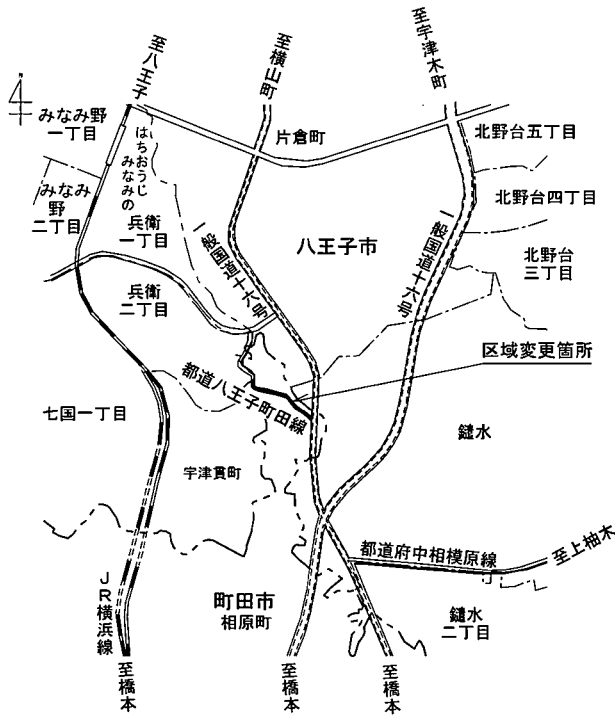 至八王子
至横山町
至宇津木町
みなみ野
一丁目
はちおうじ
みなみの
片倉町
北野台五丁目
みなみ
野
二丁目
兵衛
一丁目
北野台四丁目
一般国道十六号
八王子市
一般国道十六号
北野台
三丁目
兵衛
二丁目
区域変更箇所
都道八王子町田線
七国一丁目
鑓水
宇津貫町
都道府中相模原線
至上柚木
JR横浜線
町田市
相原町
鑓水
二丁目
至橋本
至橋本
至橋本